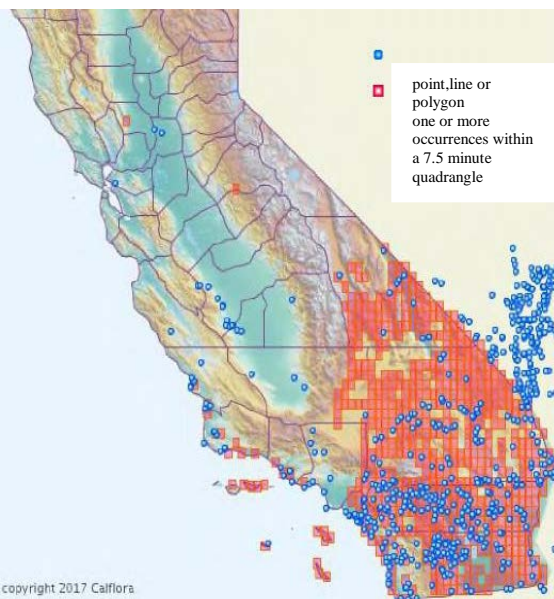 point,line or
polygon
one or more
occurrences within
a 7.5 minute
quadrangle
copyright 2017 Calflora